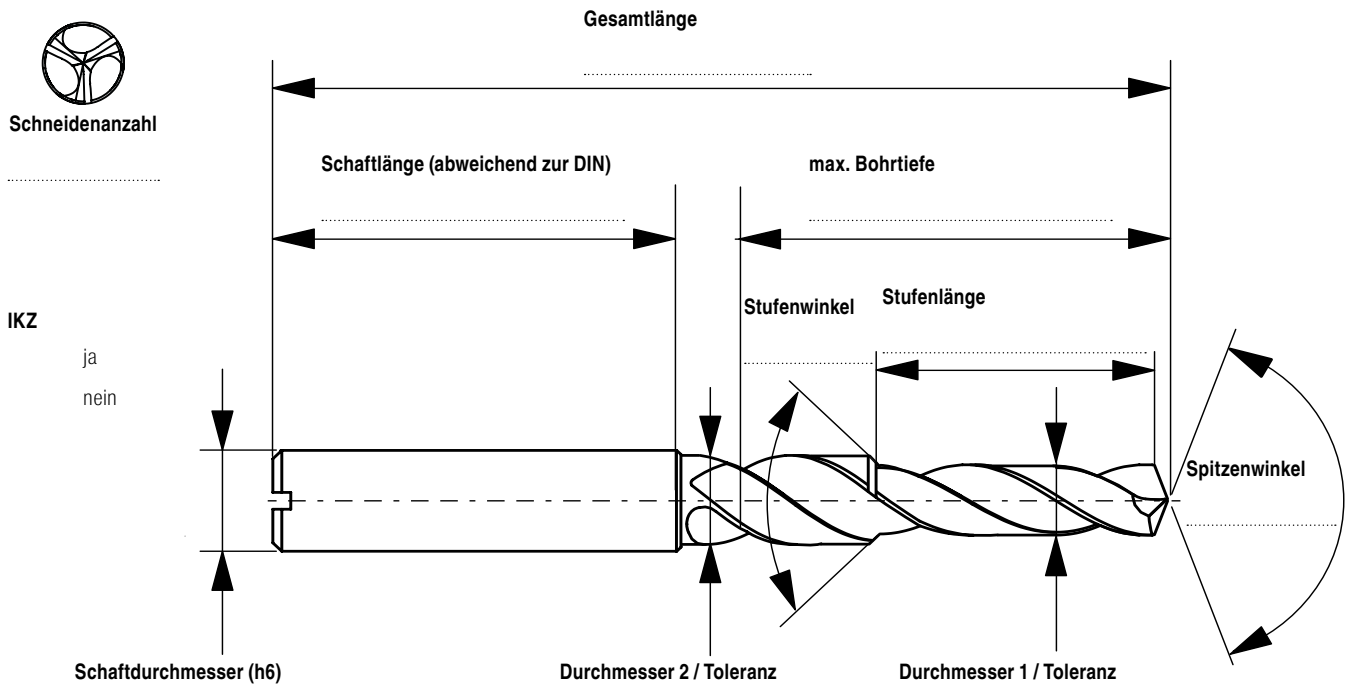 Gesamtlänge
Schneidenanzahl
Schaftlänge (abweichend zur DIN)
max. Bohrtiefe
IKZ
ja
nein
Stufenwinkel
Stufenlänge
Spitzenwinkel
Schaftdurchmesser (h6)
Durchmesser 2 / Toleranz
Durchmesser 1 / Toleranz